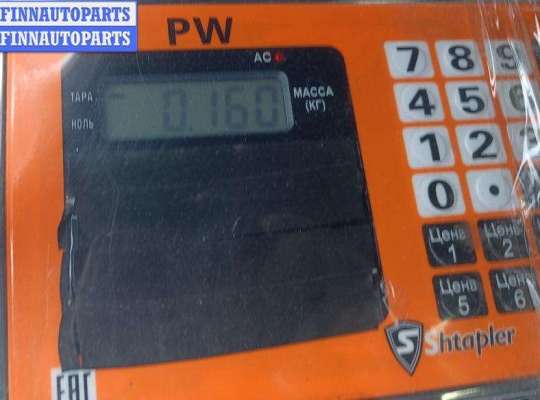 FINNAUTOPARTS
FINNAUTOPARTS
PW
AC
ТАРА
НОЛЬ
0.160
МАССА
(КГ)
7 8 9
4 5
1 2
0 •
Цена 1
Цена 2
Цена 5
Цена 6
S Shtapler
EAC